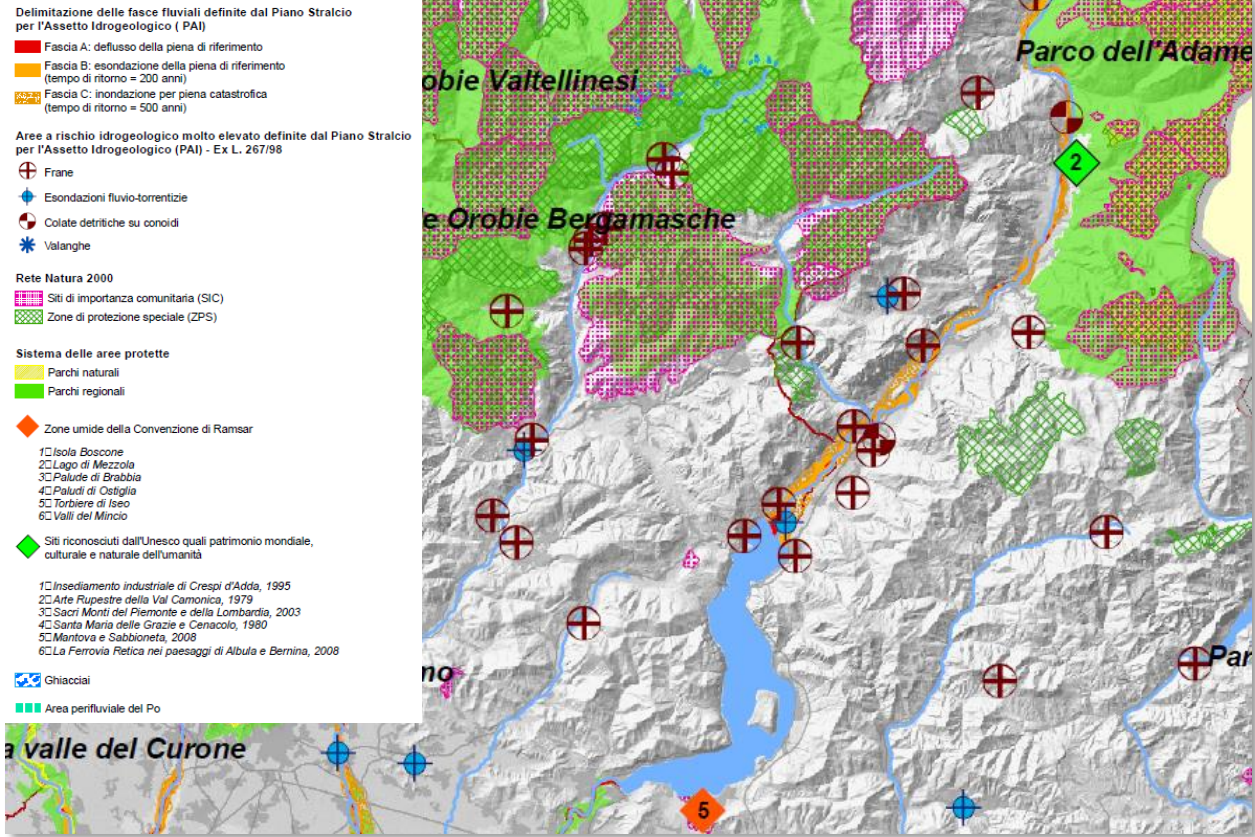 Delimitazione delle fasce fluviali definite dal Piano Stralcio
per l'Assetto Idrogeologico ( PAI)
Fascia A: deflusso della piena di riferimento
Fascia B: esondazione della piena di riferimento
(tempo di ritorno = 200 anni)
Fascia C: inondazione per piena catastrofica
(tempo di ritorno = 500 anni)
Aree a rischio idrogeologico molto elevato definite dal Piano Stralcio
per l'Assetto Idrogeologico (PAI) - Ex L. 267/98
Frane
Esondazioni fluvio-torrentizie
Colate detritiche su conoidi
Valanghe
Rete Natura 2000
Siti di importanza comunitaria (SIC)
Zone di protezione speciale (ZPS)
Sistema delle aree protette
Parchi naturali
Parchi regionali
Zone umide della Convenzione di Ramsar
1□Isola Boscone
2□Lago di Mezzola
3□Palude di Brabbia
4□Paludi di Ostiglia
5□Torbiere di Iseo
6□Valli del Mincio
Siti riconosciuti dall'Unesco quali patrimonio mondiale,
culturale e naturale dell'umanità
1□Insediamento industriale di Crespi d'Adda, 1995
2□Arte Rupestre della Val Camonica, 1979
3□Sacri Monti del Piemonte e della Lombardia, 2003
4□Santa Maria delle Grazie e Cenacolo, 1980
5□Mantova e Sabbioneta, 2008
6□La Ferrovia Retica nei paesaggi di Albula e Bernina, 2008
Ghiacciai
Area perifluviale del Po
Parco dell'Adame
obie Valtellinesi
2
e Orobie Bergamasche
no
Par
a valle del Curone
5